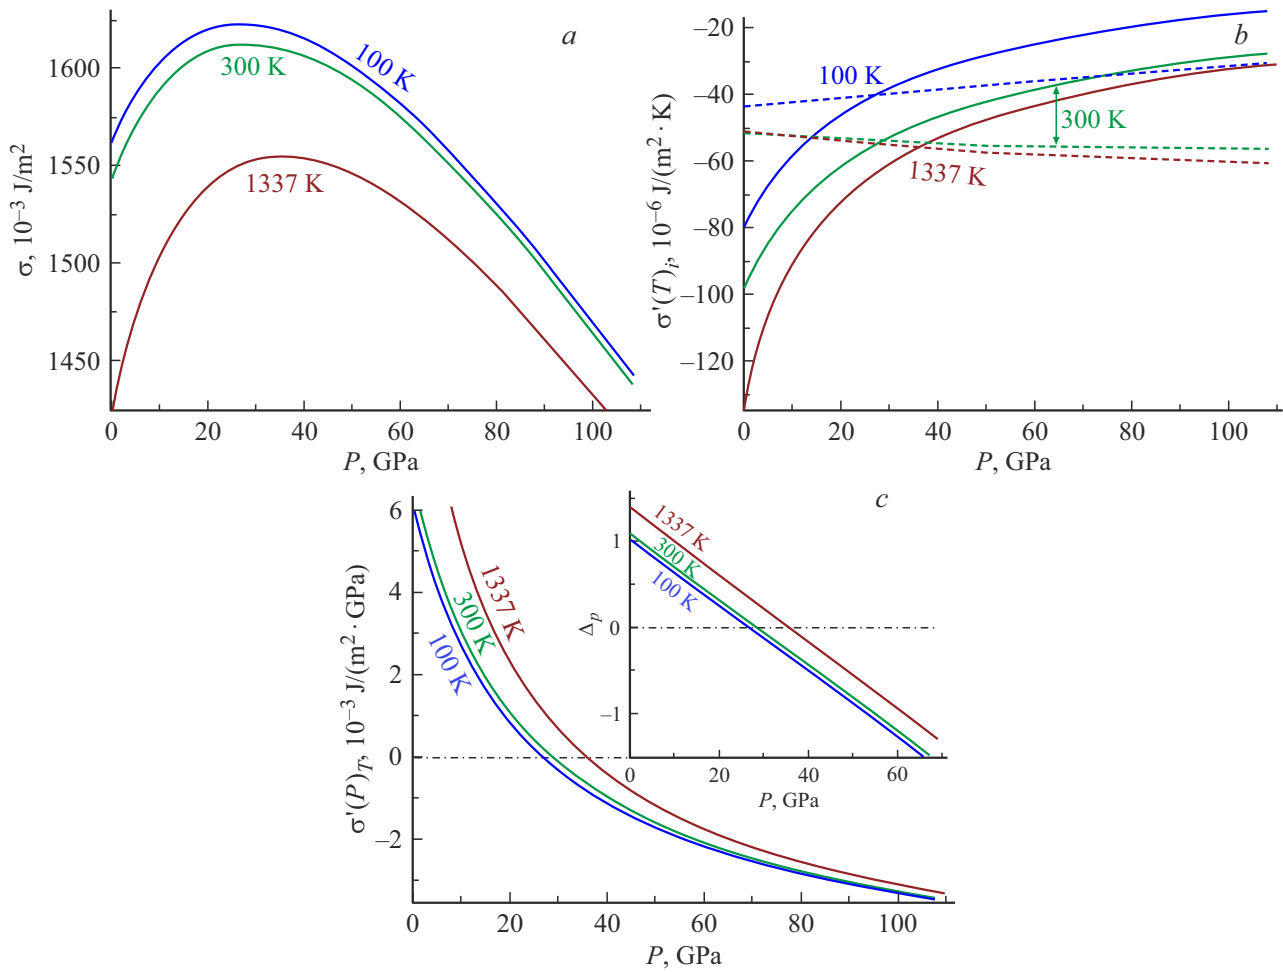 a
σ, 10⁻³ J/m²
1600
1550
1500
1450
100 K
300 K
1337 K
0 20 40 60 80 100
P, GPa
b
σ'(T)ᵢ, 10⁻⁶ J/(m² · K)
–20
–40
–60
–80
–100
–120
100 K
300 K
1337 K
0 20 40 60 80 100
P, GPa
c
σ'(P)_T, 10⁻³ J/(m² · GPa)
6
4
2
0
–2
1337 K
300 K
100 K
0 20 40 60 80 100
P, GPa
Δₚ
1
0
–1
1337 K
300 K
100 K
0 20 40 60
P, GPa